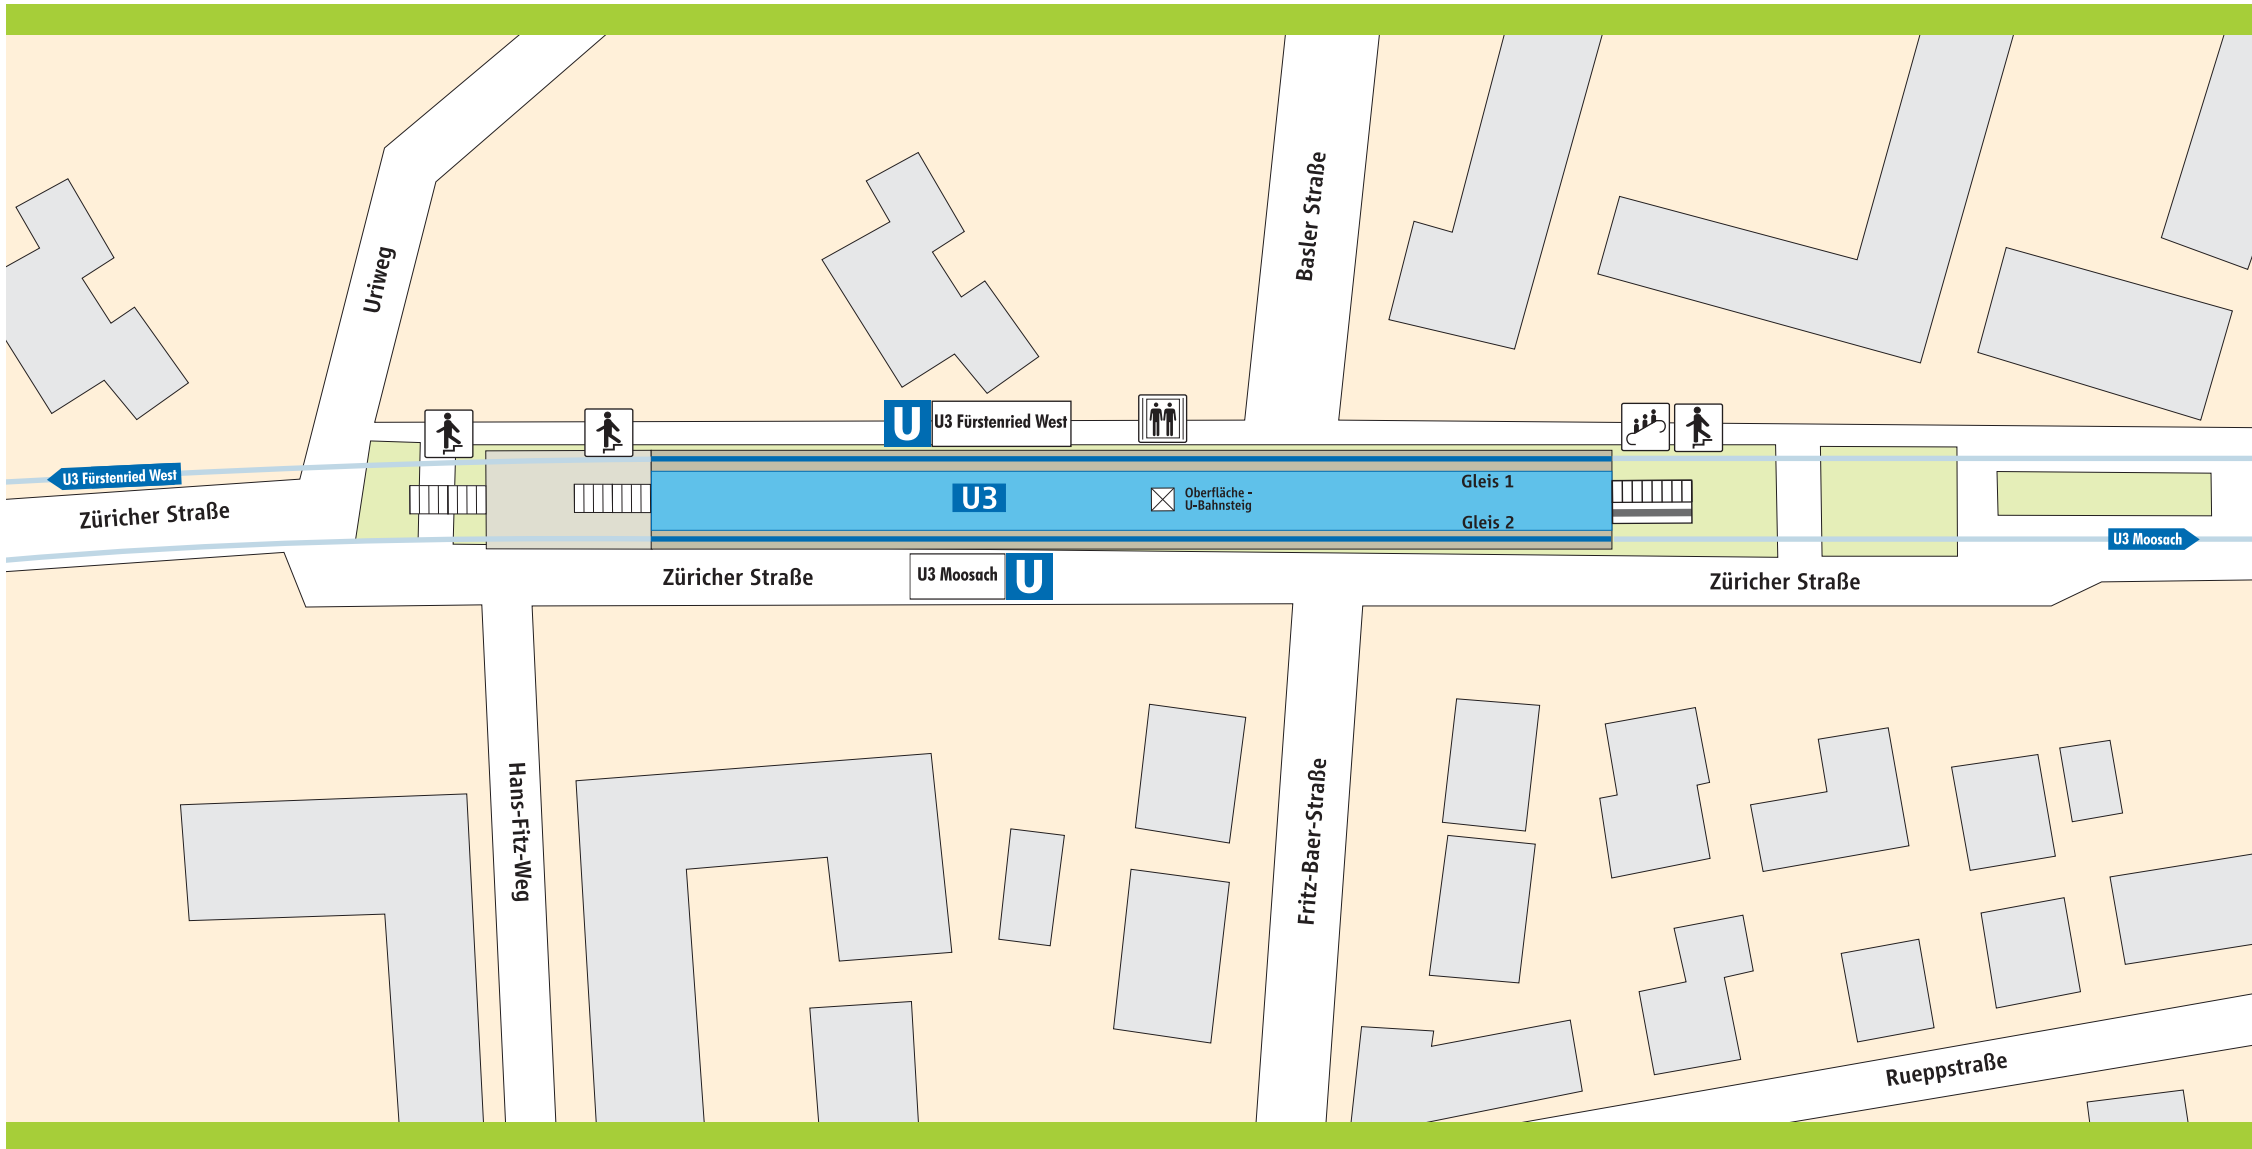 Uriweg
Basler Straße
U
U3 Fürstenried West
U3 Fürstenried West
Züricher Straße
U3
Oberfläche -
U-Bahnsteig
Gleis 1
Gleis 2
U3 Moosach
Züricher Straße
U3 Moosach
U
Züricher Straße
Hans-Fitz-Weg
Fritz-Baer-Straße
Rueppstraße